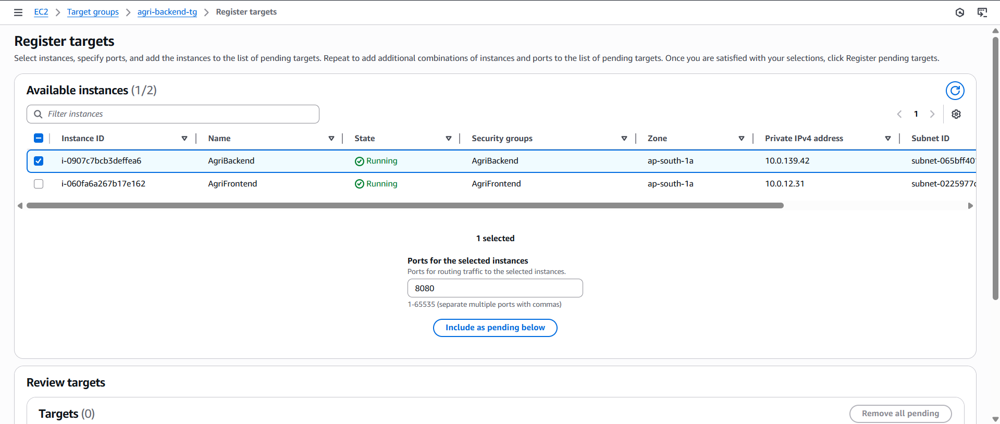 EC2 Target groups agri-backend-tg Register targets
Register targets
Select instances, specify ports, and add the instances to the list of pending targets. Repeat to add additional combinations of instances and ports to the list of pending targets. Once you are satisfied with your selections, click Register pending targets.
Available instances (1/2)
Filter instances
1
Instance ID Name State Security groups Zone Private IPv4 address Subnet ID
i-0907c7bcb3deffea6 AgriBackend Running AgriBackend ap-south-1a 10.0.139.42 subnet-065bff401
i-060fa6a267b17e162 AgriFrontend Running AgriFrontend ap-south-1a 10.0.12.31 subnet-0225977c
1 selected
Ports for the selected instances
Ports for routing traffic to the selected instances.
8080
1-65535 (separate multiple ports with commas)
Include as pending below
Review targets
Targets (0)
Remove all pending